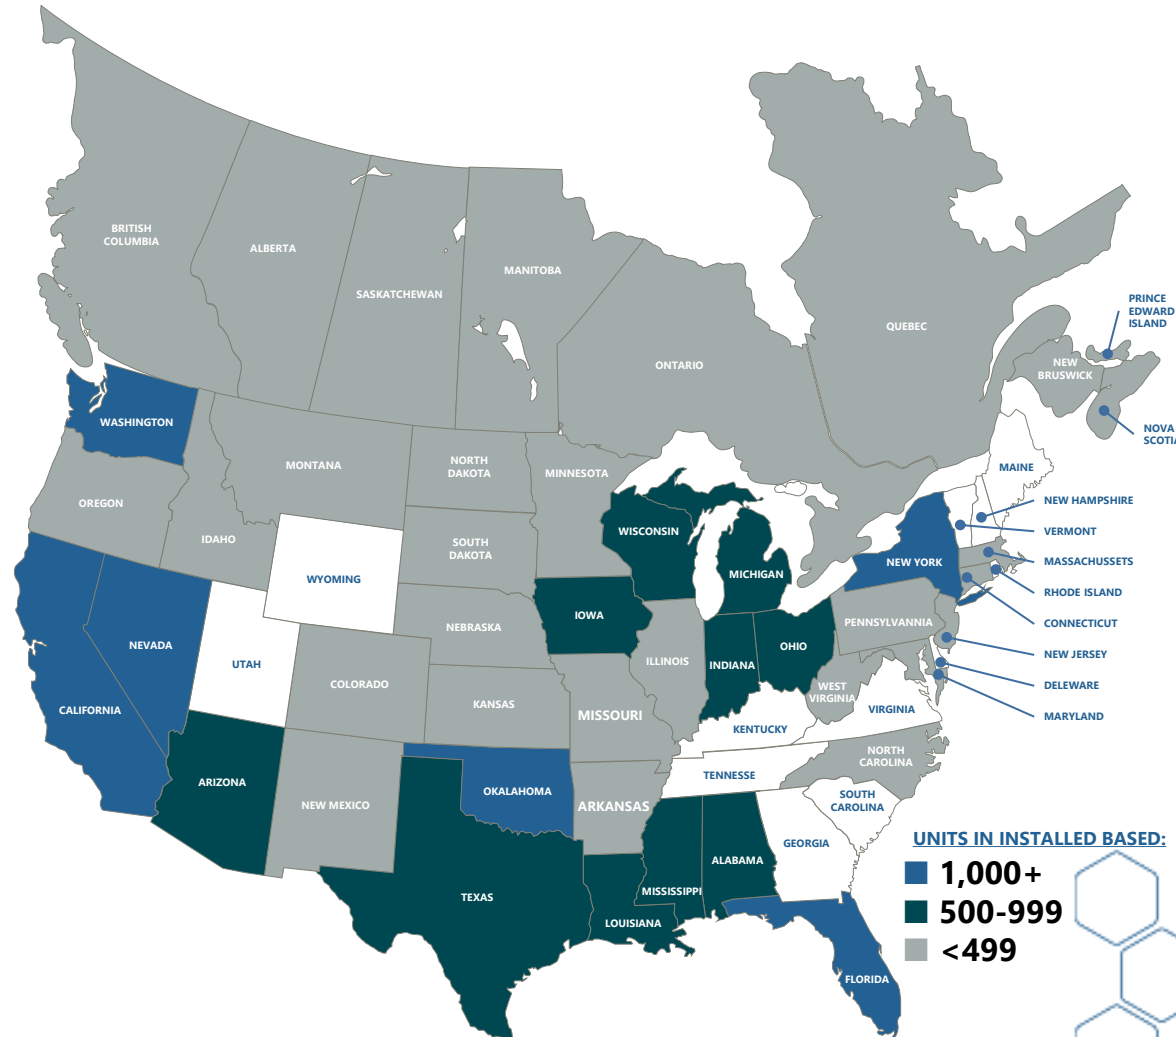 BRITISH
COLUMBIA
ALBERTA
SASKATCHEWAN
MANITOBA
ONTARIO
QUEBEC
PRINCE
EDWARD
ISLAND
NEW
BRUSWICK
NOVA
SCOTIA
WASHINGTON
MONTANA
NORTH
DAKOTA
MINNESOTA
MAINE
OREGON
IDAHO
SOUTH
DAKOTA
WISCONSIN
MICHIGAN
NEW YORK
NEW HAMPSHIRE
VERMONT
MASSACHUSSETS
RHODE ISLAND
CONNECTICUT
NEW JERSEY
DELEWARE
MARYLAND
WYOMING
IOWA
NEBRASKA
PENNSYLVANNIA
NEVADA
UTAH
COLORADO
KANSAS
MISSOURI
ILLINOIS
INDIANA
OHIO
WEST
VIRGINIA
VIRGINIA
KENTUCKY
CALIFORNIA
ARIZONA
NEW MEXICO
OKALAHOMA
ARKANSAS
TENNESSE
NORTH
CAROLINA
SOUTH
CAROLINA
GEORGIA
ALABAMA
MISSISSIPPI
TEXAS
LOUISIANA
FLORIDA
UNITS IN INSTALLED BASED:
1,000+
500-999
<499